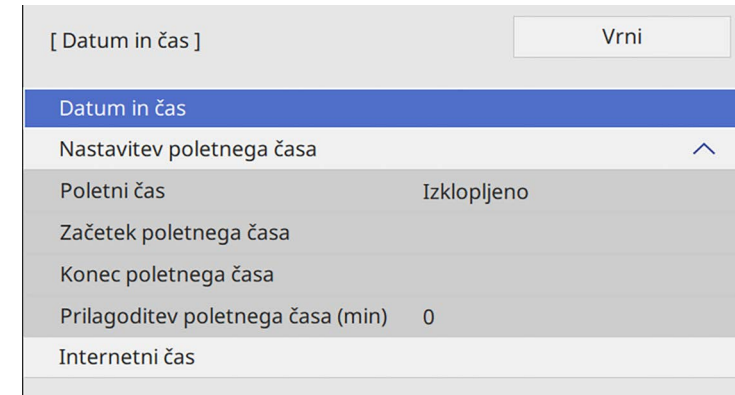 [ Datum in čas ]
Vrni
Datum in čas
Nastavitev poletnega časa
Poletni čas Izklopljeno
Začetek poletnega časa
Konec poletnega časa
Prilagoditev poletnega časa (min) 0
Internetni čas